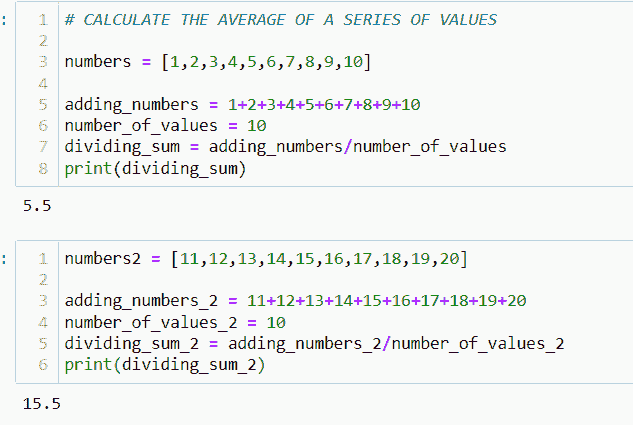 :
1 # CALCULATE THE AVERAGE OF A SERIES OF VALUES
2
3 numbers = [1,2,3,4,5,6,7,8,9,10]
4
5 adding_numbers = 1+2+3+4+5+6+7+8+9+10
6 number_of_values = 10
7 dividing_sum = adding_numbers/number_of_values
8 print(dividing_sum)
5.5
:
1 numbers2 = [11,12,13,14,15,16,17,18,19,20]
2
3 adding_numbers_2 = 11+12+13+14+15+16+17+18+19+20
4 number_of_values_2 = 10
5 dividing_sum_2 = adding_numbers_2/number_of_values_2
6 print(dividing_sum_2)
15.5